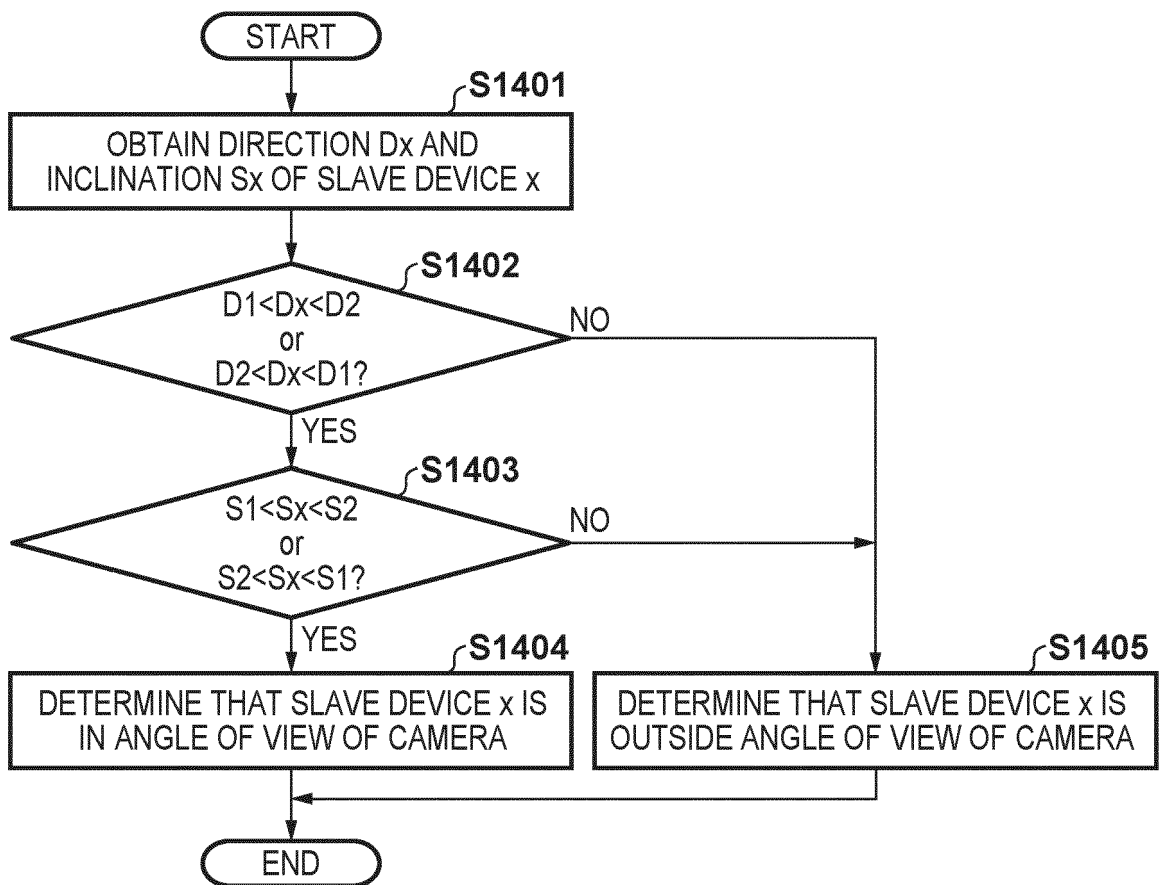 START
S1401
OBTAIN DIRECTION Dx AND
INCLINATION Sx OF SLAVE DEVICE x
S1402
D1<Dx<D2
or
D2<Dx<D1?
NO
YES
S1403
S1<Sx<S2
or
S2<Sx<S1?
NO
YES
S1404
DETERMINE THAT SLAVE DEVICE x IS
IN ANGLE OF VIEW OF CAMERA
S1405
DETERMINE THAT SLAVE DEVICE x IS
OUTSIDE ANGLE OF VIEW OF CAMERA
END